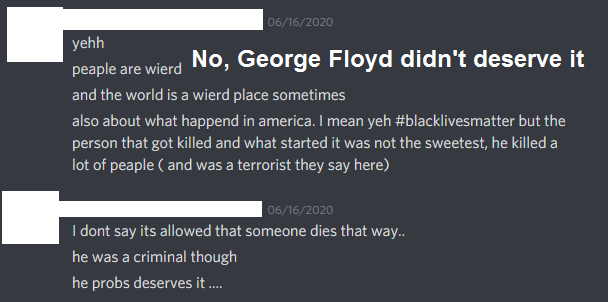 06/16/2020
yehh
peaple are wierd
No, George Floyd didn't deserve it
and the world is a wierd place sometimes
also about what happend in america. I mean yeh #blacklivesmatter but the
person that got killed and what started it was not the sweetest, he killed a
lot of peaple ( and was a terrorist they say here)
06/16/2020
I dont say its allowed that someone dies that way..
he was a criminal though
he probs deserves it ....